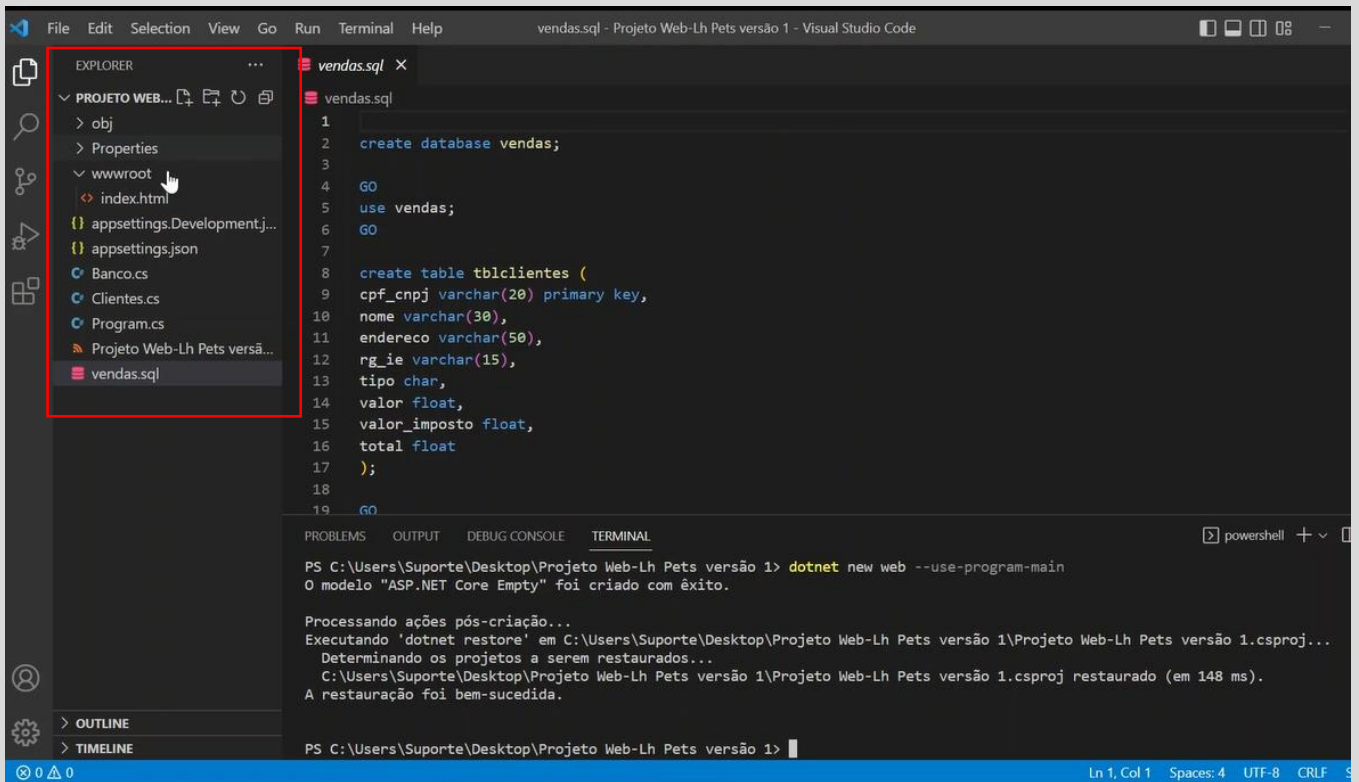 File Edit Selection View Go Run Terminal Help
vendas.sql - Projeto Web-Lh Pets versão 1 - Visual Studio Code
EXPLORER
PROJETO WEB...
obj
Properties
wwwroot
index.html
appsettings.Development.j...
appsettings.json
Banco.cs
Clientes.cs
Program.cs
Projeto Web-Lh Pets versã...
vendas.sql
OUTLINE
TIMELINE
vendas.sql
vendas.sql
1
2 create database vendas;
3
4 GO
5 use vendas;
6 GO
7
8 create table tblclientes (
9 cpf_cnpj varchar(20) primary key,
10 nome varchar(30),
11 endereco varchar(50),
12 rg_ie varchar(15),
13 tipo char,
14 valor float,
15 valor_imposto float,
16 total float
17 );
18
19 GO
PROBLEMS OUTPUT DEBUG CONSOLE TERMINAL
powershell
PS C:\Users\Suporte\Desktop\Projeto Web-Lh Pets versão 1> dotnet new web --use-program-main
O modelo "ASP.NET Core Empty" foi criado com êxito.
Processando ações pós-criação...
Executando 'dotnet restore' em C:\Users\Suporte\Desktop\Projeto Web-Lh Pets versão 1\Projeto Web-Lh Pets versão 1.csproj...
Determinando os projetos a serem restaurados...
C:\Users\Suporte\Desktop\Projeto Web-Lh Pets versão 1\Projeto Web-Lh Pets versão 1.csproj restaurado (em 148 ms).
A restauração foi bem-sucedida.
PS C:\Users\Suporte\Desktop\Projeto Web-Lh Pets versão 1>
0 0
Ln 1, Col 1 Spaces: 4 UTF-8 CRLF